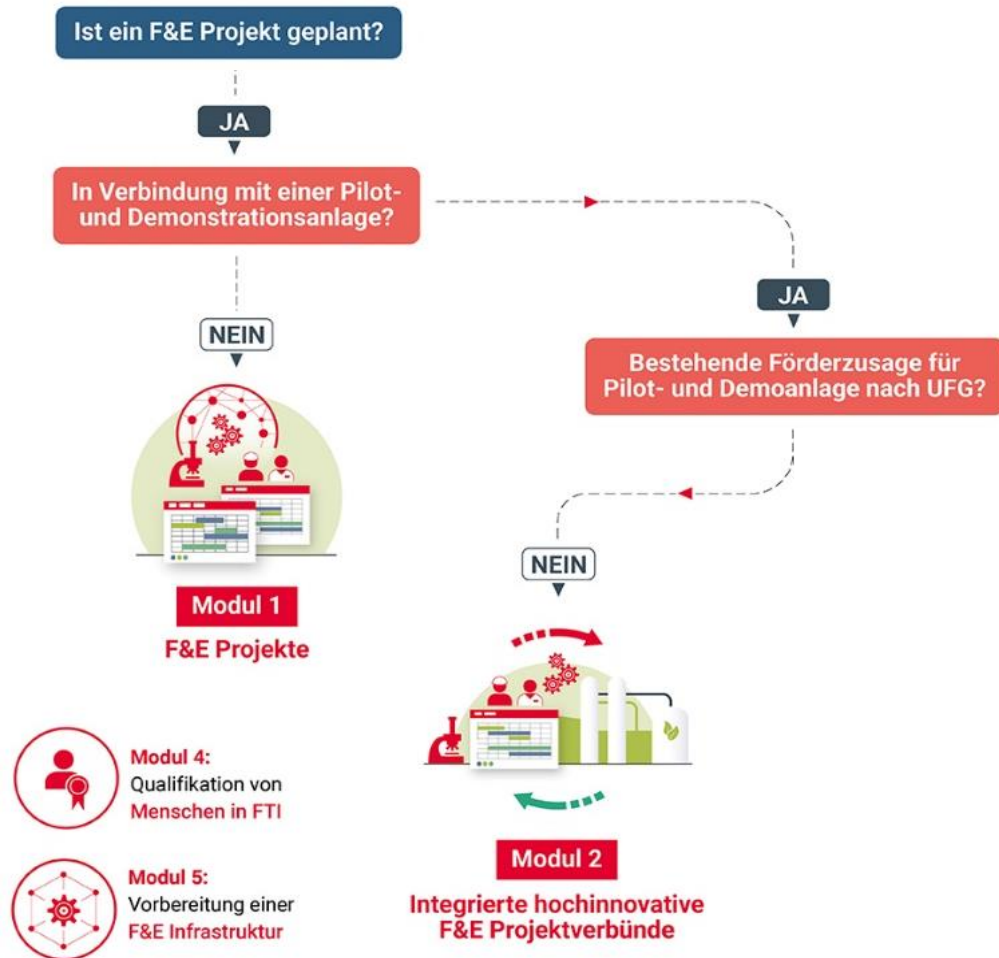 Ist ein F&E Projekt geplant?
JA
In Verbindung mit einer Pilot-
und Demonstrationsanlage?
JA
NEIN
Bestehende Förderzusage für
Pilot- und Demoanlage nach UFG?
NEIN
Modul 1
F&E Projekte
Modul 4:
Qualifikation von
Menschen in FTI
Modul 2
Integrierte hochinnovative
F&E Projektverbünde
Modul 5:
Vorbereitung einer
F&E Infrastruktur